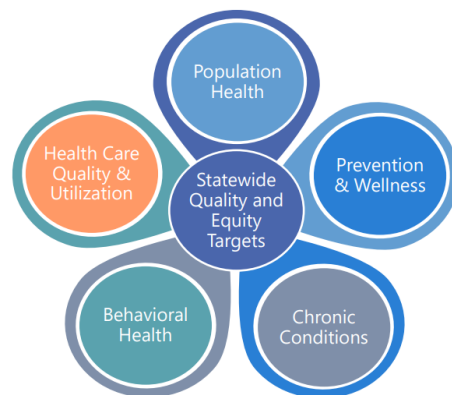 Population
Health
Health Care
Quality &
Utilization
Prevention
& Wellness
Statewide
Quality and
Equity
Targets
Behavioral
Health
Chronic
Conditions